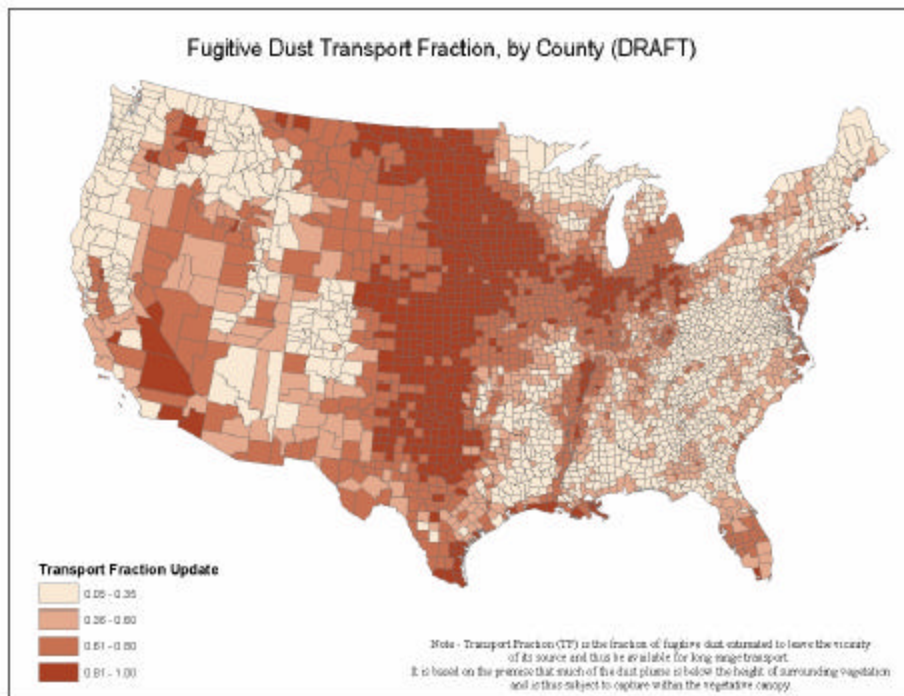 Fugitive Dust Transport Fraction, by County (DRAFT)
Transport Fraction Update
0.05 - 0.35
0.36 - 0.60
0.61 - 0.80
0.81 - 1.00
Note - Transport Fraction (TF) is the fraction of fugitive dust estimated to leave the vicinity
of its source and thus be available for long range transport.
It is based on the premise that much of the dust plume is below the height of surrounding vegetation
and is thus subject to capture within the vegetative canopy.